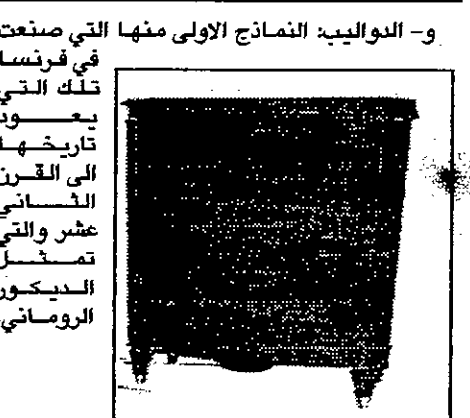 و– الدواليب: النماذج الاولى منها التي صنعت
في فرنسا
تلك التي
يعود
تاريخها
الى القرن
الثاني
عشر والتي
تمثل
الديكور
الروماني